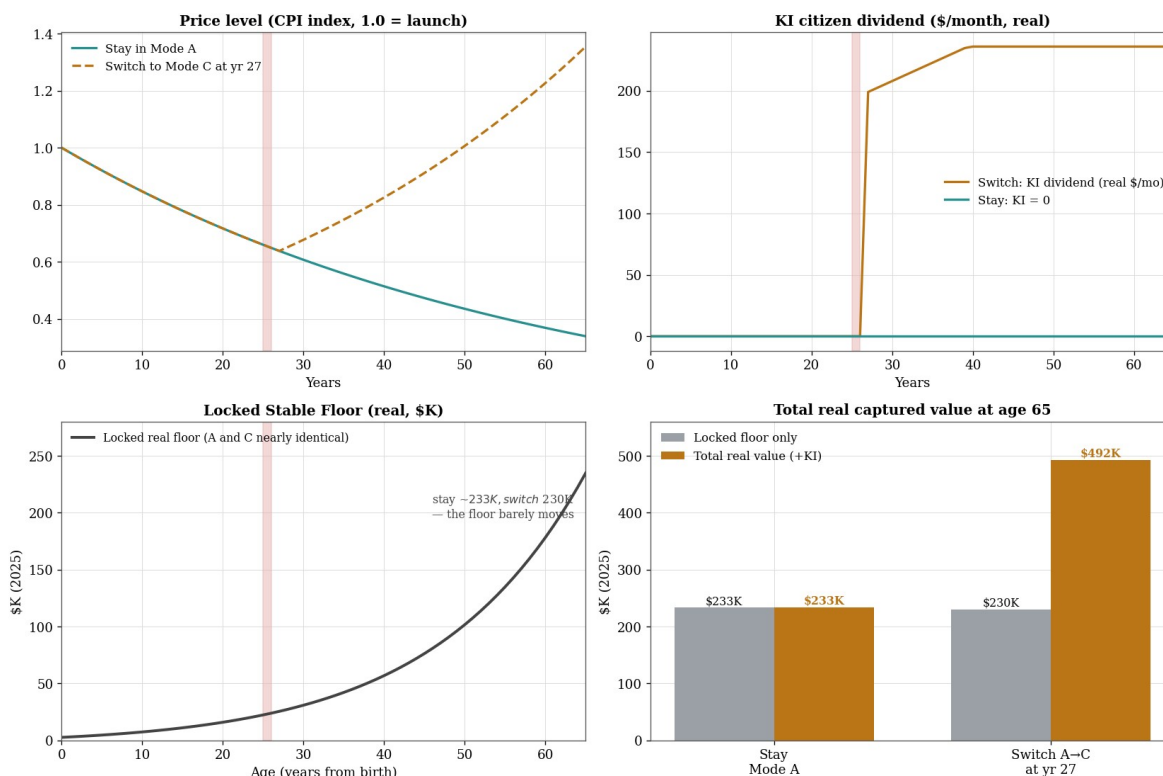 Price level (CPI index, 1.0 = launch)
1.4
1.2
1.0
0.8
0.6
0.4
0
10
20
30
40
50
60
Years
Stay in Mode A
Switch to Mode C at yr 27
KI citizen dividend ($/month, real)
200
150
100
50
0
0
10
20
30
40
50
60
Years
Switch: KI dividend (real $/mo)
Stay: KI = 0
Locked Stable Floor (real, $K)
$K (2025)
250
200
150
100
50
0
0
10
20
30
40
50
60
Age (years from birth)
Locked real floor (A and C nearly identical)
stay ~233K, switch 230K
— the floor barely moves
Total real captured value at age 65
$K (2025)
500
400
300
200
100
0
Locked floor only
Total real value (+KI)
$233K
$233K
$230K
$492K
Stay
Mode A
Switch A→C
at yr 27